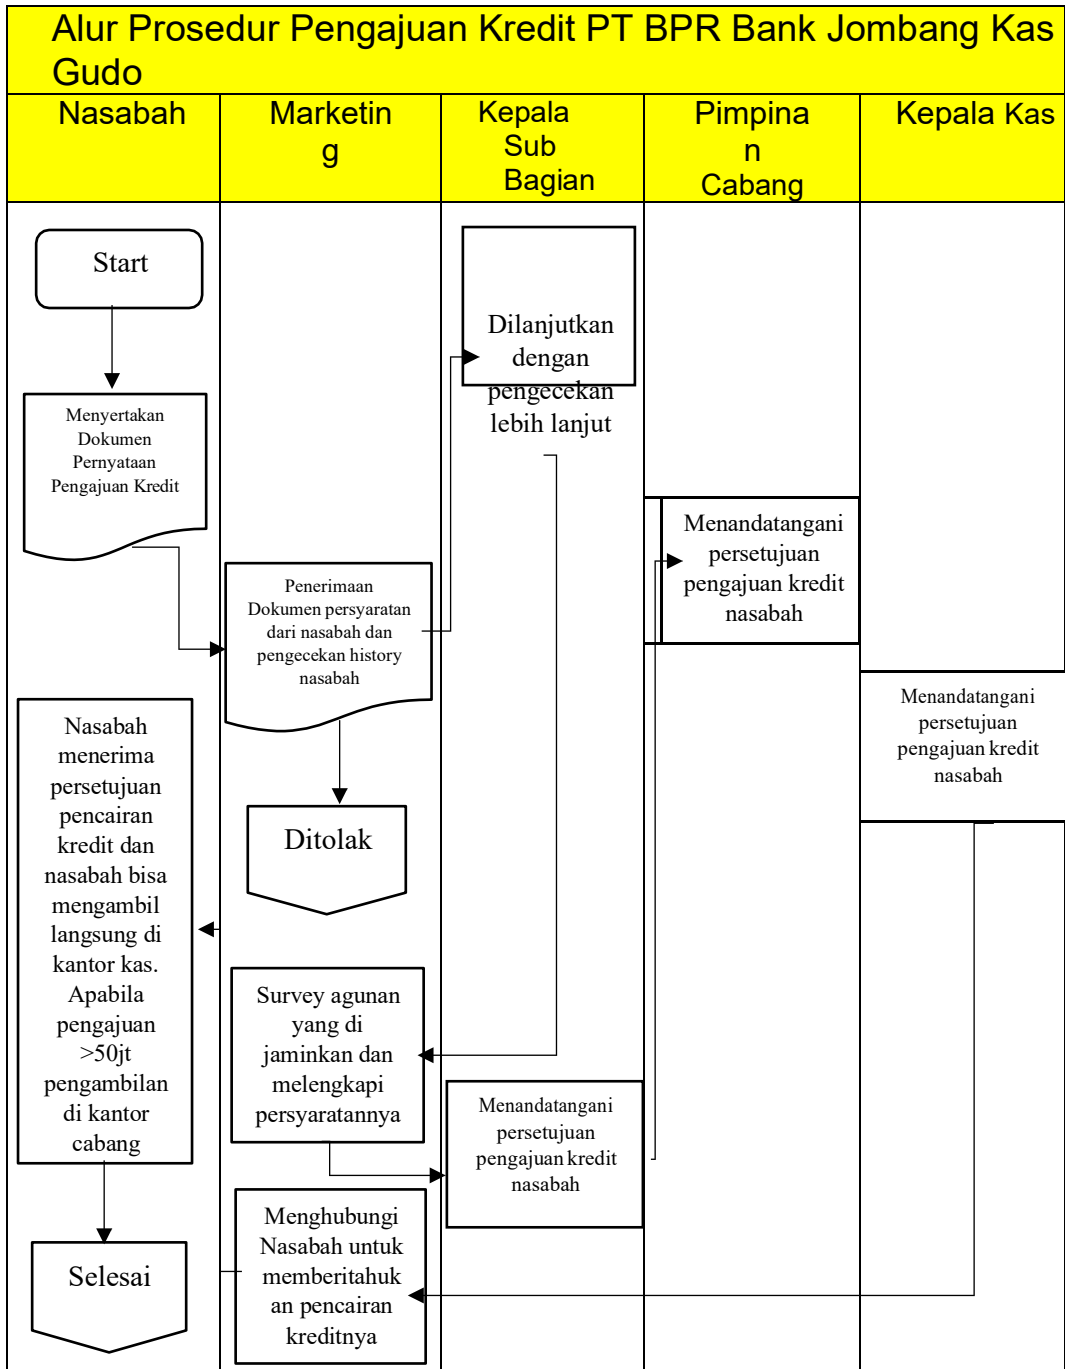 Alur Prosedur Pengajuan Kredit PT BPR Bank Jombang Kas
Gudo
Nasabah
Marketin
g
Kepala
Sub
Bagian
Pimpina
n
Cabang
Kepala Kas
Start
Menyertakan
Dokumen
Pernyataan
Pengajuan Kredit
Penerimaan
Dokumen persyaratan
dari nasabah dan
pengecekan history
nasabah
Ditolak
Dilanjutkan
dengan
pengecekan
lebih lanjut
Survey agunan
yang di
jaminkan dan
melengkapi
persyaratannya
Menandatangani
persetujuan
pengajuan kredit
nasabah
Menandatangani
persetujuan
pengajuan kredit
nasabah
Menandatangani
persetujuan
pengajuan kredit
nasabah
Menghubungi
Nasabah untuk
memberitahuk
an pencairan
kreditnya
Nasabah
menerima
persetujuan
pencairan
kredit dan
nasabah bisa
mengambil
langsung di
kantor kas.
Apabila
pengajuan
>50jt
pengambilan
di kantor
cabang
Selesai